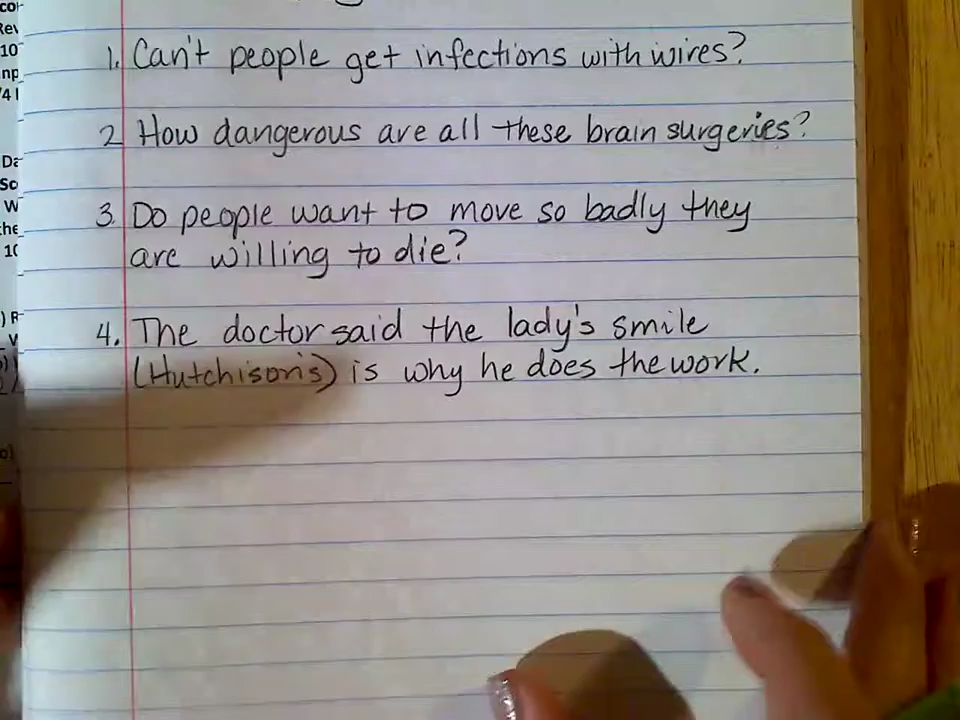 1. Can't people get infections with wires?
2 How dangerous are all these brain surgeries?
3. Do people want to move so badly they
are willing to die?
4. The doctor said the lady's smile
(Hutchison's) is why he does the work.